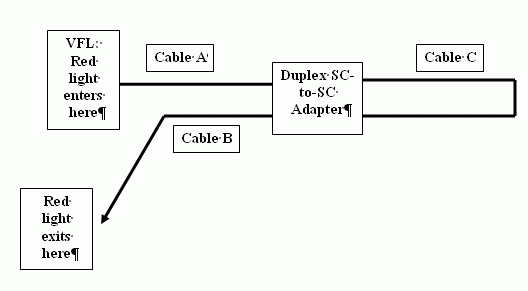 VFL:
Red
light
enters
here¶
Cable A
Duplex SC-
to-SC
Adapter¶
Cable C
Cable B
Red
light
exits
here¶